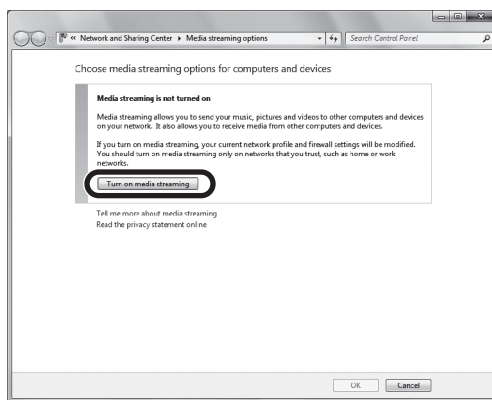 « Network and Sharing Center ▸ Media streaming options
Search Control Panel
Choose media streaming options for computers and devices
Media streaming is not turned on
Media streaming allows you to send your music, pictures and videos to other computers and devices
on your network. It also allows you to receive media from other computers and devices.
If you turn on media streaming, your current network profile and firewall settings will be modified.
You should turn on media streaming only on networks that you trust, such as home or work
networks.
Turn on media streaming
Tell me more about media streaming
Read the privacy statement online
OK
Cancel